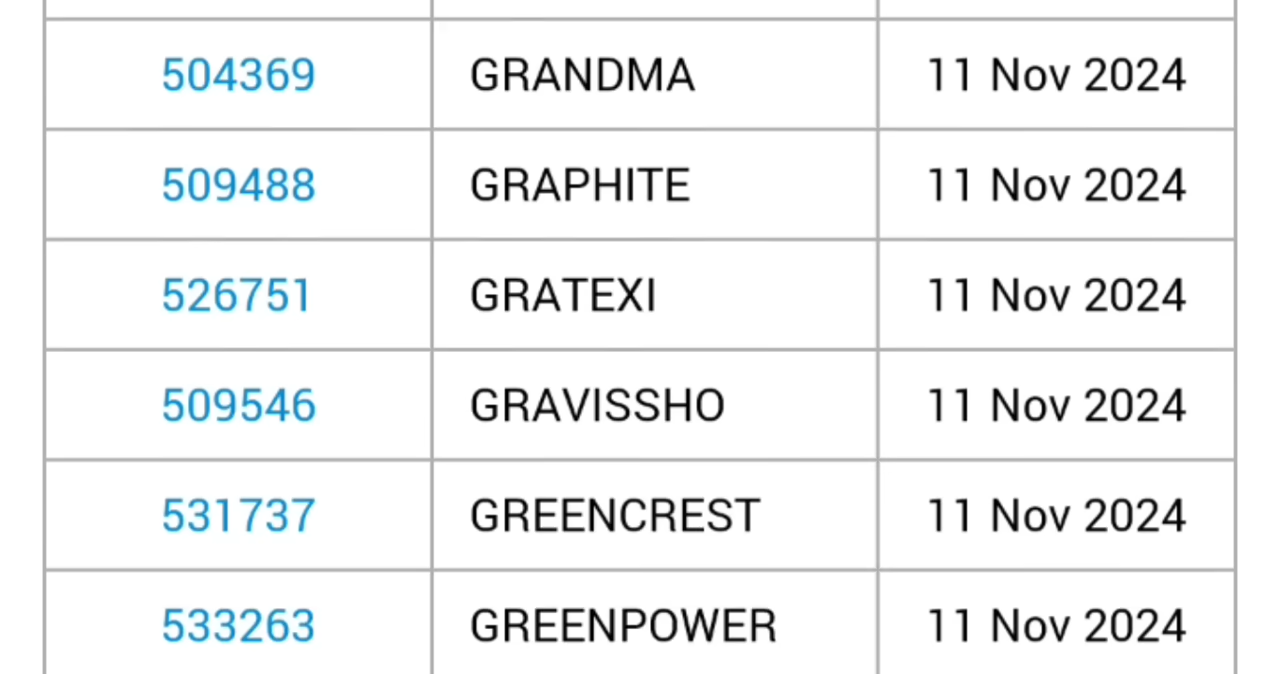 504369 GRANDMA 11 Nov 2024
509488 GRAPHITE 11 Nov 2024
526751 GRATEXI 11 Nov 2024
509546 GRAVISSHO 11 Nov 2024
531737 GREENCREST 11 Nov 2024
533263 GREENPOWER 11 Nov 2024